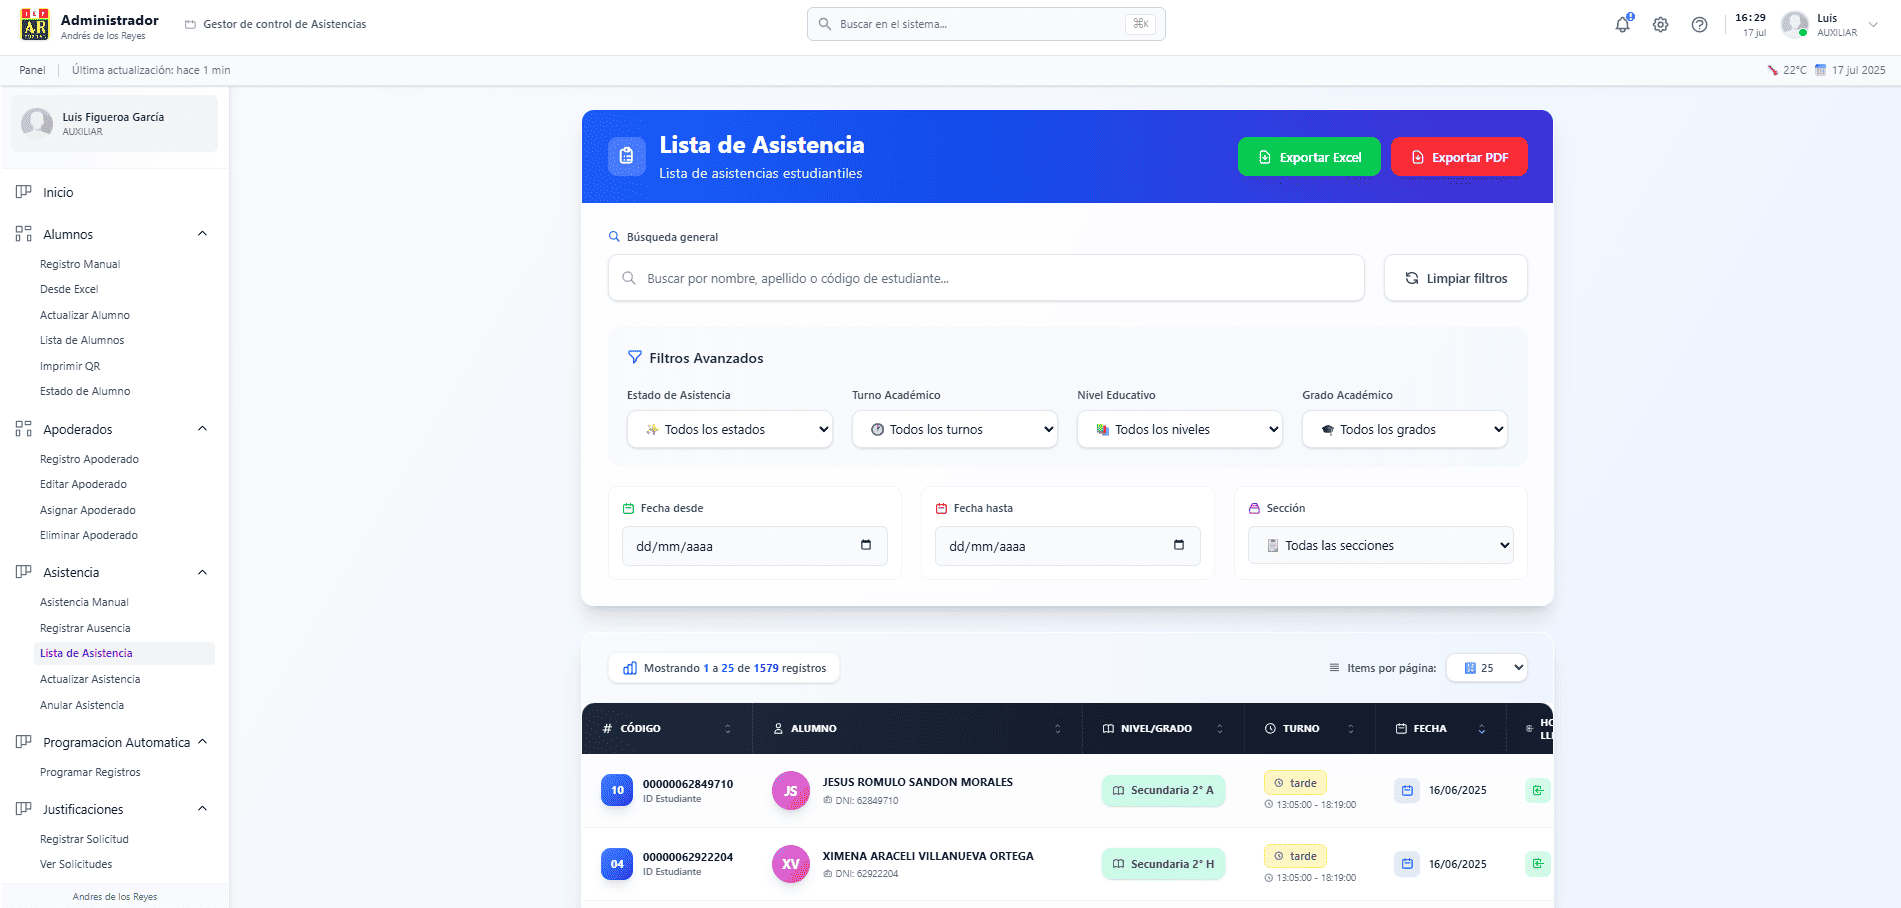 Administrador
Andrés de los Reyes
Gestor de control de Asistencias
Buscar en el sistema...
⌘K
16:29
17 jul
Luis
AUXILIAR
Panel
Última actualización: hace 1 min
22°C
17 jul 2025
Luis Figueroa García
AUXILIAR
Inicio
Alumnos
Registro Manual
Desde Excel
Actualizar Alumno
Lista de Alumnos
Imprimir QR
Estado de Alumno
Apoderados
Registro Apoderado
Editar Apoderado
Asignar Apoderado
Eliminar Apoderado
Asistencia
Asistencia Manual
Registrar Ausencia
Lista de Asistencia
Actualizar Asistencia
Anular Asistencia
Programacion Automatica
Programar Registros
Justificaciones
Registrar Solicitud
Ver Solicitudes
Andres de los Reyes
Lista de Asistencia
Lista de asistencias estudiantiles
Exportar Excel
Exportar PDF
Búsqueda general
Buscar por nombre, apellido o código de estudiante...
Limpiar filtros
Filtros Avanzados
Estado de Asistencia
Turno Académico
Nivel Educativo
Grado Académico
Todos los estados
Todos los turnos
Todos los niveles
Todos los grados
Fecha desde
Fecha hasta
Sección
dd/mm/aaaa
dd/mm/aaaa
Todas las secciones
Mostrando 1 a 25 de 1579 registros
Items por página:
25
# CÓDIGO
ALUMNO
NIVEL/GRADO
TURNO
FECHA
10
00000062849710
ID Estudiante
JS
JESUS ROMULO SANDON MORALES
DNI: 62849710
Secundaria 2° A
tarde
13:05:00 - 18:19:00
16/06/2025
04
00000062922204
ID Estudiante
XV
XIMENA ARACELI VILLANUEVA ORTEGA
DNI: 62922204
Secundaria 2° H
tarde
13:05:00 - 18:19:00
16/06/2025